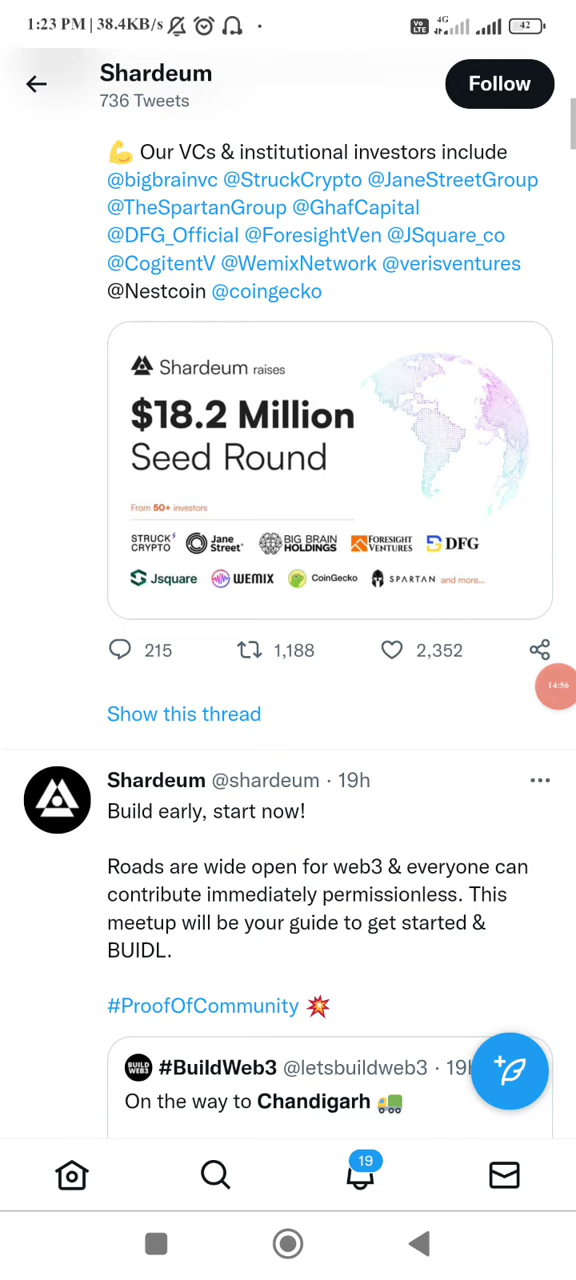 1:23 PM | 38.4KB/s
Vo LTE 4G 42
Shardeum
Follow
736 Tweets
💪 Our VCs & institutional investors include
@bigbrainvc @StruckCrypto @JaneStreetGroup
@TheSpartanGroup @GhafCapital
@DFG_Official @ForesightVen @JSquare_co
@CogitentV @WemixNetwork @verisventures
@Nestcoin @coingecko
Shardeum raises
$18.2 Million
Seed Round
From 50+ investors
STRUCK CRYPTO Jane Street BIG BRAIN HOLDINGS FORESIGHT VENTURES DFG
Jsquare WEMIX CoinGecko SPARTAN and more...
215 1,188 2,352
14:56
Show this thread
Shardeum @shardeum · 19h
Build early, start now!
Roads are wide open for web3 & everyone can
contribute immediately permissionless. This
meetup will be your guide to get started &
BUIDL.
#ProofOfCommunity 💥
BUILD WEB3 #BuildWeb3 @letsbuildweb3 · 19h
On the way to Chandigarh 🚚
19